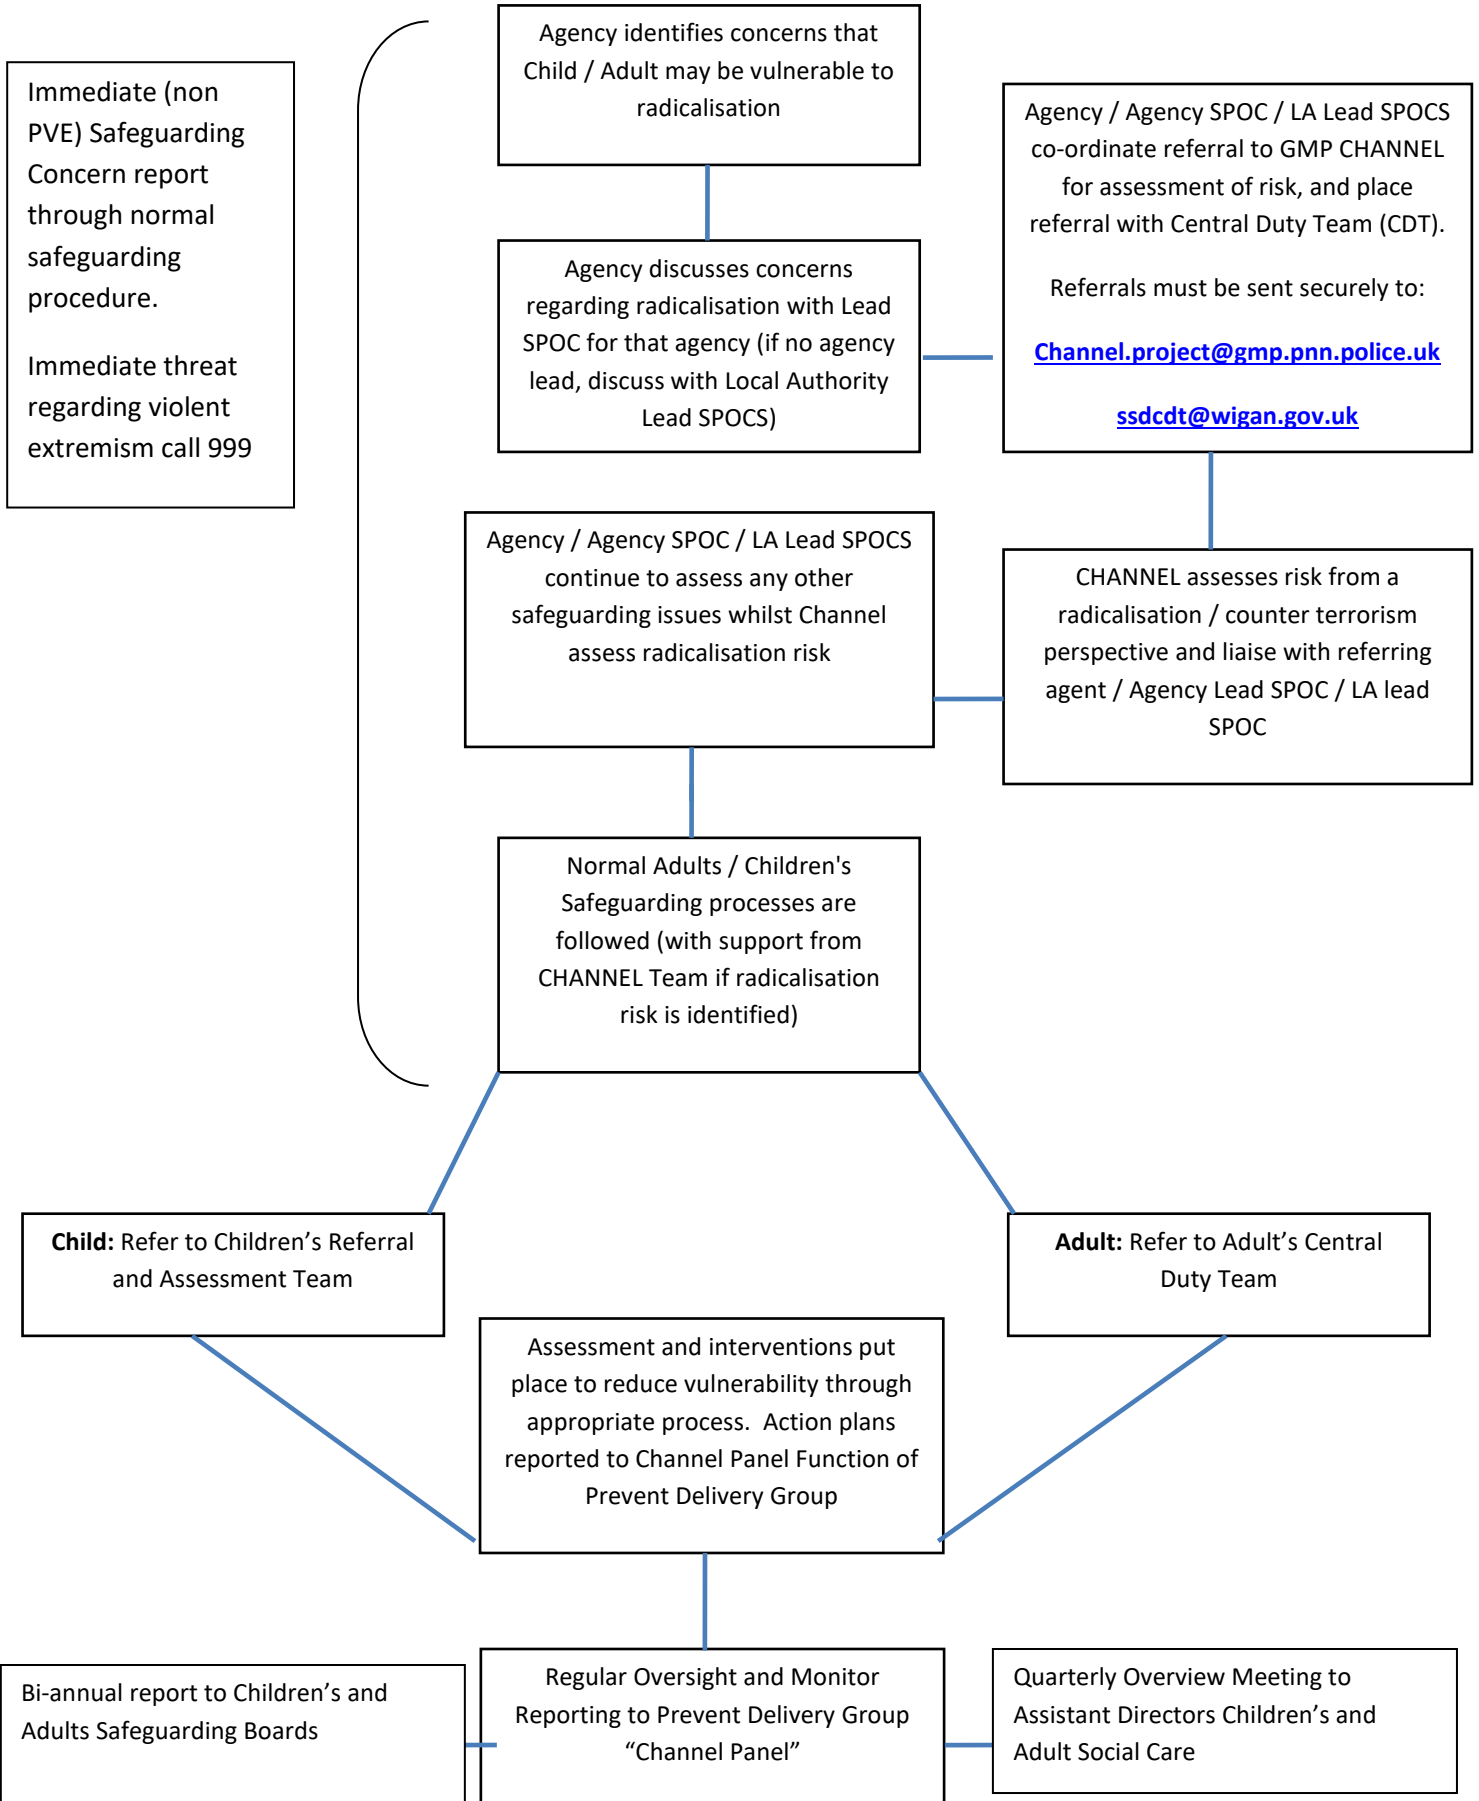 Agency identifies concerns that
Child / Adult may be vulnerable to
radicalisation
Immediate (non
PVE) Safeguarding
Concern report
through normal
safeguarding
procedure.
Immediate threat
regarding violent
extremism call 999
Agency / Agency SPOC / LA Lead SPOCS
co-ordinate referral to GMP CHANNEL
for assessment of risk, and place
referral with Central Duty Team (CDT).
Referrals must be sent securely to:
Channel.project@gmp.pnn.police.uk
ssdcdt@wigan.gov.uk
Agency discusses concerns
regarding radicalisation with Lead
SPOC for that agency (if no agency
lead, discuss with Local Authority
Lead SPOCS)
Agency / Agency SPOC / LA Lead SPOCS
continue to assess any other
safeguarding issues whilst Channel
assess radicalisation risk
CHANNEL assesses risk from a
radicalisation / counter terrorism
perspective and liaise with referring
agent / Agency Lead SPOC / LA lead
SPOC
Normal Adults / Children's
Safeguarding processes are
followed (with support from
CHANNEL Team if radicalisation
risk is identified)
Child: Refer to Children’s Referral
and Assessment Team
Adult: Refer to Adult’s Central
Duty Team
Assessment and interventions put
place to reduce vulnerability through
appropriate process.  Action plans
reported to Channel Panel Function of
Prevent Delivery Group
Bi-annual report to Children’s and
Adults Safeguarding Boards
Regular Oversight and Monitor
Reporting to Prevent Delivery Group
“Channel Panel”
Quarterly Overview Meeting to
Assistant Directors Children’s and
Adult Social Care